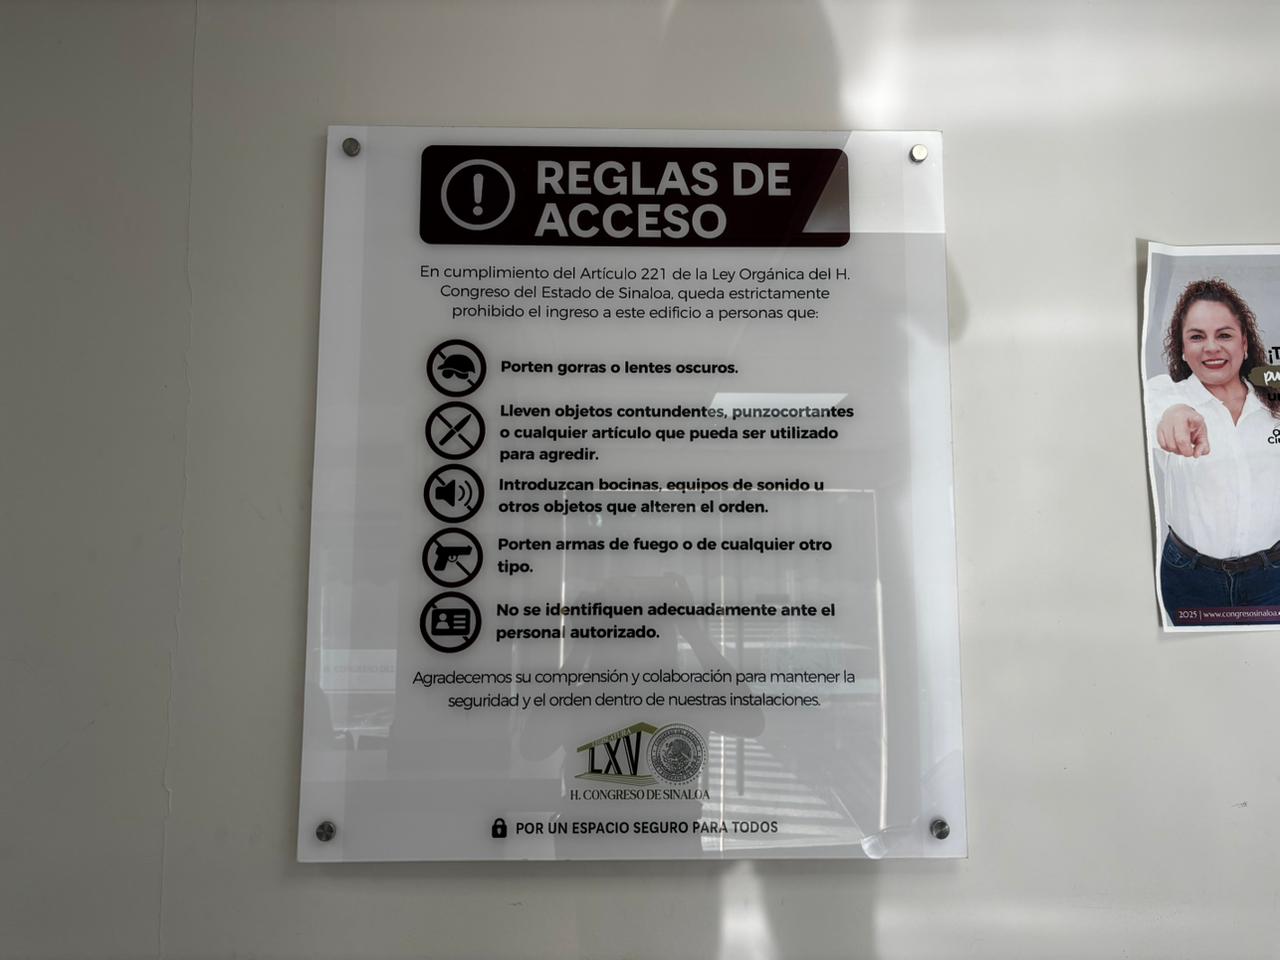 REGLAS DE
ACCESO
En cumplimiento del Artículo 221 de la Ley Orgánica del H.
Congreso del Estado de Sinaloa, queda estrictamente
prohibido el ingreso a este edificio a personas que:
Porten gorras o lentes oscuros.
Lleven objetos contundentes, punzocortantes
o cualquier artículo que pueda ser utilizado
para agredir.
Introduzcan bocinas, equipos de sonido u
otros objetos que alteren el orden.
Porten armas de fuego o de cualquier otro
tipo.
No se identifiquen adecuadamente ante el
personal autorizado.
Agradecemos su comprensión y colaboración para mantener la
seguridad y el orden dentro de nuestras instalaciones.
LEGISLATURA
LXV
H. CONGRESO DE SINALOA
POR UN ESPACIO SEGURO PARA TODOS
2025 | www.congresosinaloa.